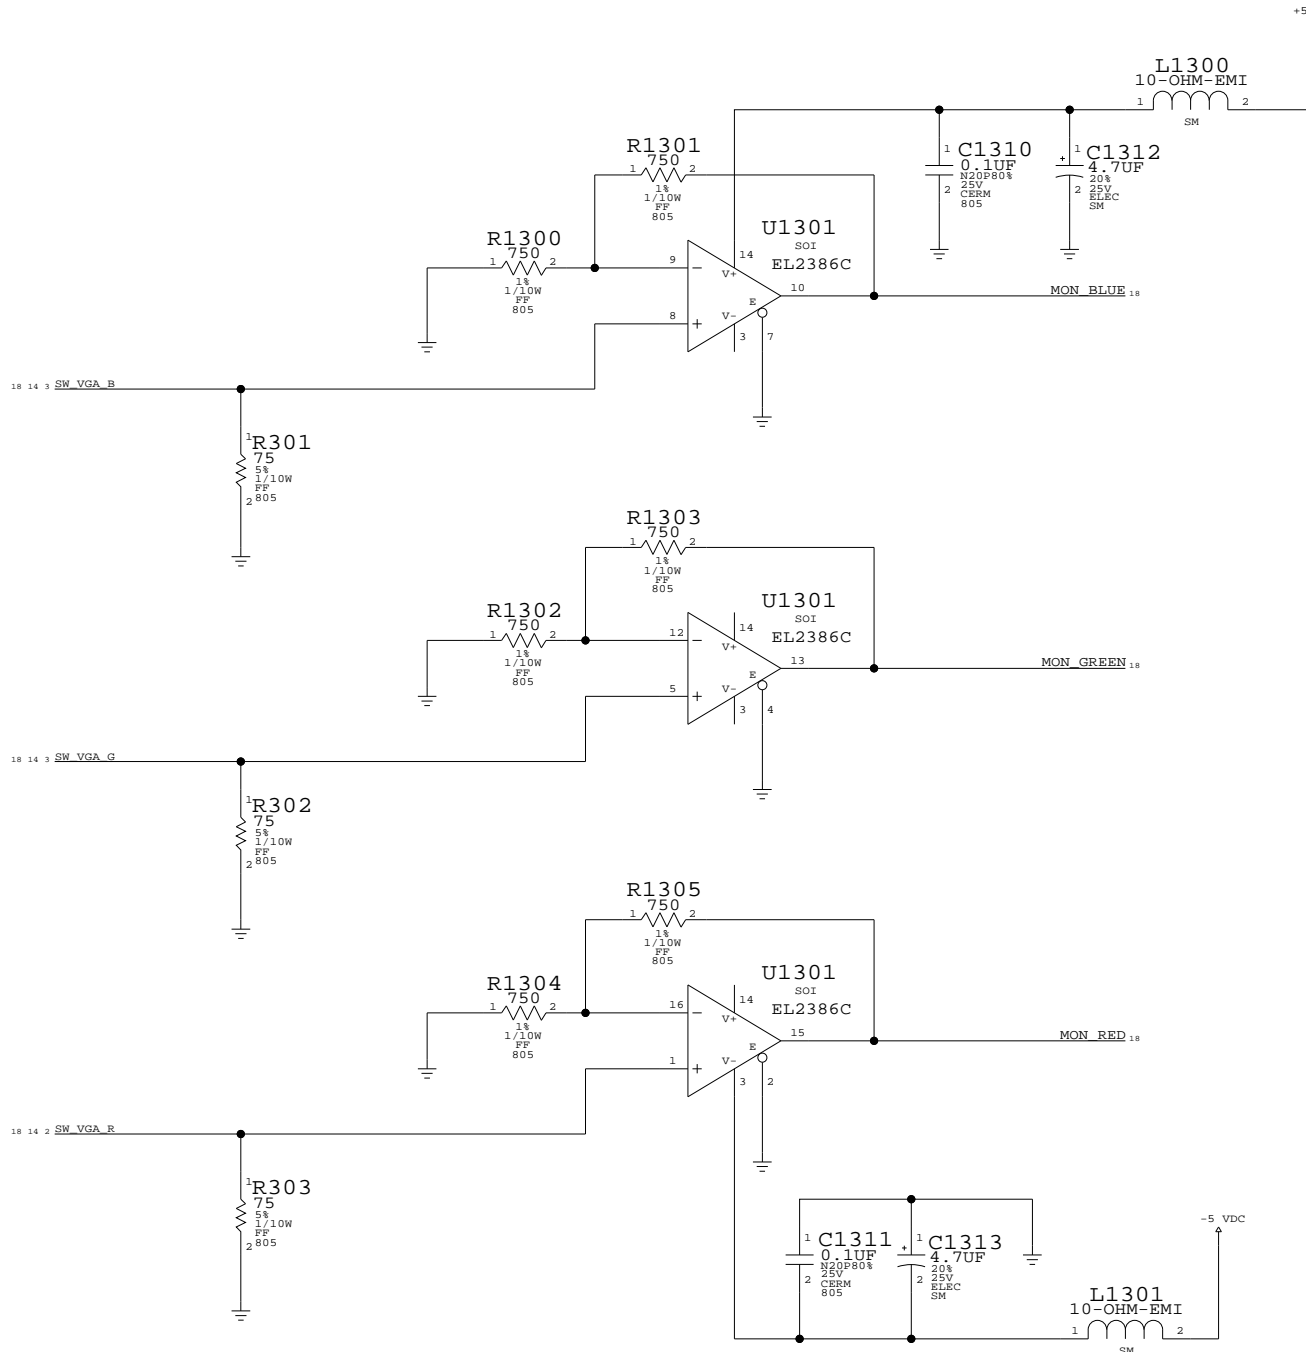 +5
L1300
10-OHM-EMI
1 2
SM
R1301
750
1 2
1%
1/10W
FF
805
1 C1310
0.1UF
N20P80%
2 25V
CERM
805
+ 1 C1312
4.7UF
20%
2 25V
ELEC
SM
R1300
750
1 2
1%
1/10W
FF
805
U1301
SOI
EL2386C
14
V+
9 −
10
E
8 +
V-
3 7
MON_BLUE 18
18 14 3 SW_VGA_B
1 R301
75
5%
1/10W
FF
2 805
R1303
750
1 2
1%
1/10W
FF
805
R1302
750
1 2
1%
1/10W
FF
805
U1301
SOI
EL2386C
14
V+
12 −
13
E
5 +
V-
3 4
MON_GREEN 18
18 14 3 SW_VGA_G
1 R302
75
5%
1/10W
FF
2 805
R1305
750
1 2
1%
1/10W
FF
805
R1304
750
1 2
1%
1/10W
FF
805
U1301
SOI
EL2386C
14
V+
16 −
15
E
1 +
V-
3 2
MON_RED 18
18 14 2 SW_VGA_R
1 R303
75
5%
1/10W
FF
2 805
1 C1311
0.1UF
N20P80%
2 25V
CERM
805
+ 1 C1313
4.7UF
20%
2 25V
ELEC
SM
-5 VDC
L1301
10-OHM-EMI
1 2
SM